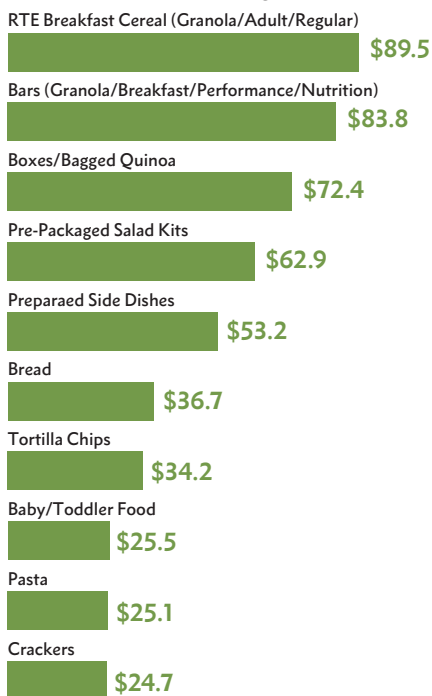 RTE Breakfast Cereal (Granola/Adult/Regular)
$89.5
Bars (Granola/Breakfast/Performance/Nutrition)
$83.8
Boxes/Bagged Quinoa
$72.4
Pre-Packaged Salad Kits
$62.9
Preparaed Side Dishes
$53.2
Bread
$36.7
Tortilla Chips
$34.2
Baby/Toddler Food
$25.5
Pasta
$25.1
Crackers
$24.7